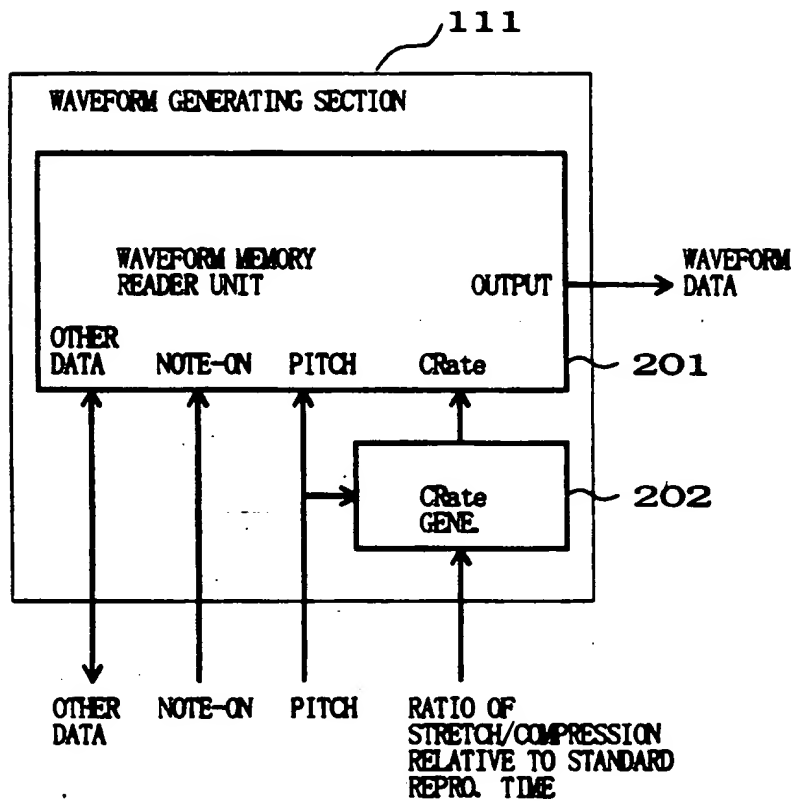 111
WAVEFORM GENERATING SECTION
WAVEFORM MEMORY
READER UNIT
OUTPUT
WAVEFORM
DATA
OTHER
DATA
NOTE-ON
PITCH
CRate
201
CRate
GENE.
202
OTHER
DATA
NOTE-ON
PITCH
RATIO OF
STRETCH/COMPRESSION
RELATIVE TO STANDARD
REPRO. TIME